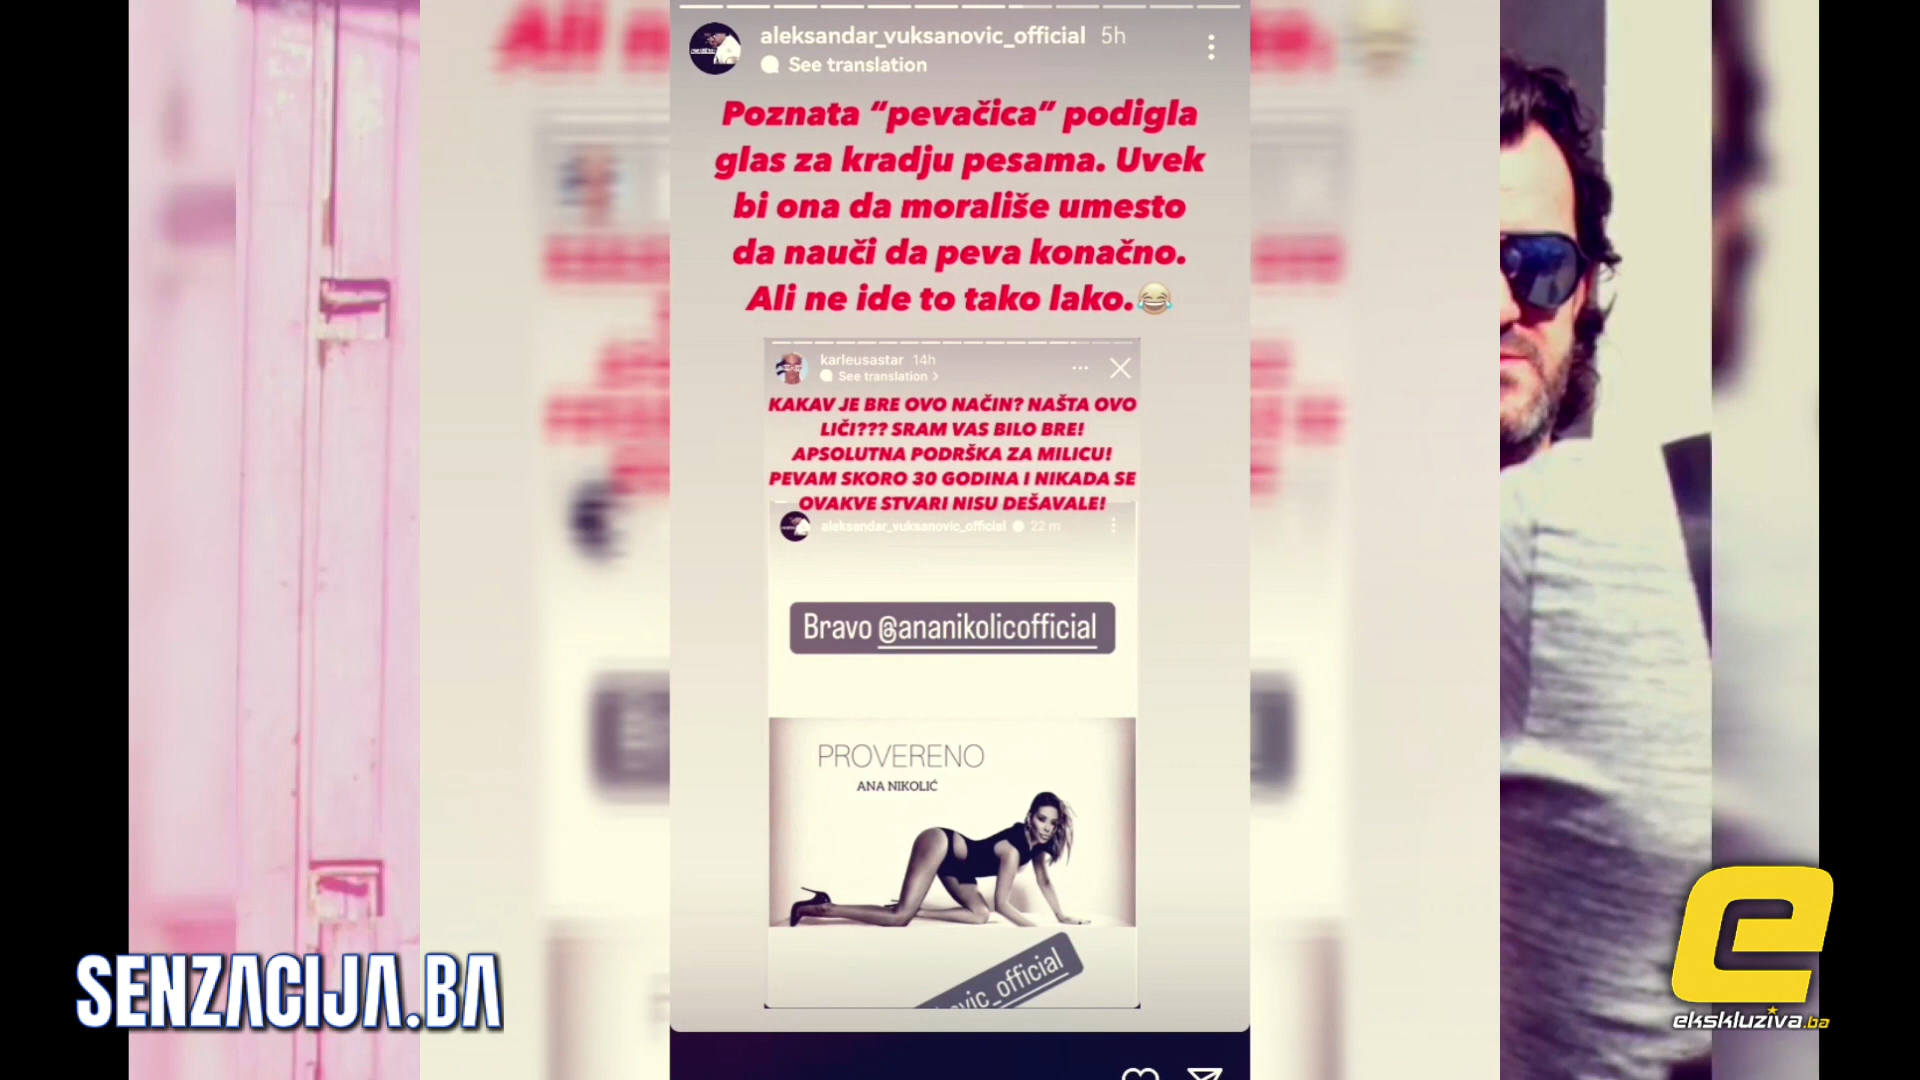 aleksandar_vuksanovic_official 5h
See translation
Poznata “pevačica” podigla
glas za kradju pesama. Uvek
bi ona da morališe umesto
da nauči da peva konačno.
Ali ne ide to tako lako.😂
karleusastar 14h
See translation >
KAKAV JE BRE OVO NAČIN? NAŠTA OVO
LIČI??? SRAM VAS BILO BRE!
APSOLUTNA PODRŠKA ZA MILICU!
PEVAM SKORO 30 GODINA I NIKADA SE
OVAKVE STVARI NISU DEŠAVALE!
aleksandar_vuksanovic_official 22 m
Bravo @ananikolicofficial
PROVERENO
ANA NIKOLIĆ
ovic_official
SENZACIJA.BA
e
ekskluziva.ba